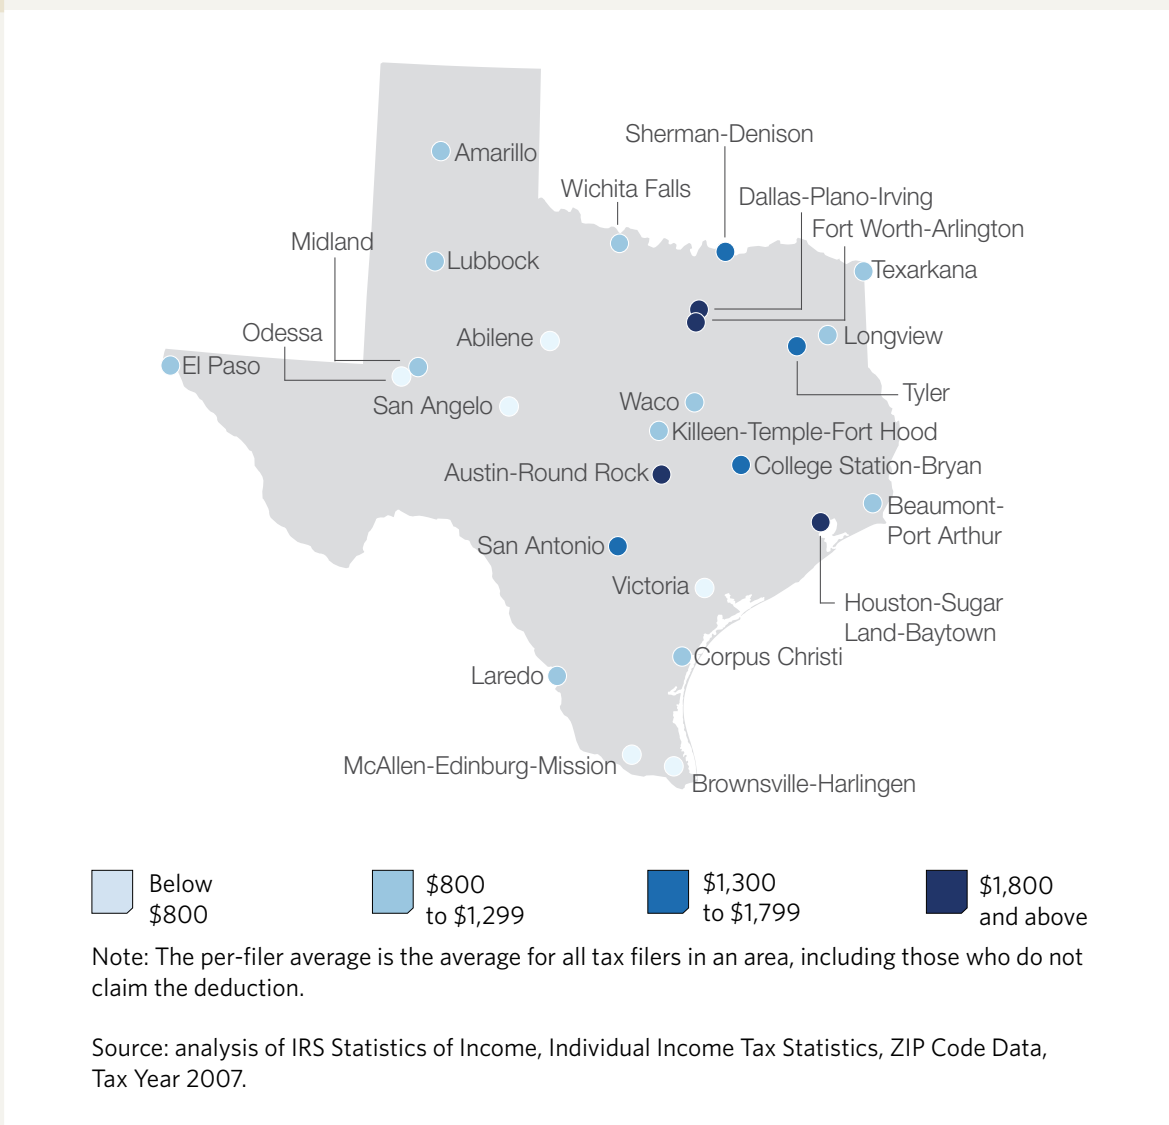 Sherman-Denison
Amarillo
Wichita Falls
Dallas-Plano-Irving
Fort Worth-Arlington
Midland
Lubbock
Texarkana
Odessa
Abilene
Longview
El Paso
Tyler
San Angelo
Waco
Killeen-Temple-Fort Hood
College Station-Bryan
Austin-Round Rock
Beaumont-
Port Arthur
San Antonio
Victoria
Houston-Sugar
Land-Baytown
Corpus Christi
Laredo
McAllen-Edinburg-Mission
Brownsville-Harlingen
Below
$800
$800
to $1,299
$1,300
to $1,799
$1,800
and above
Note: The per-filer average is the average for all tax filers in an area, including those who do not
claim the deduction.
Source: analysis of IRS Statistics of Income, Individual Income Tax Statistics, ZIP Code Data,
Tax Year 2007.